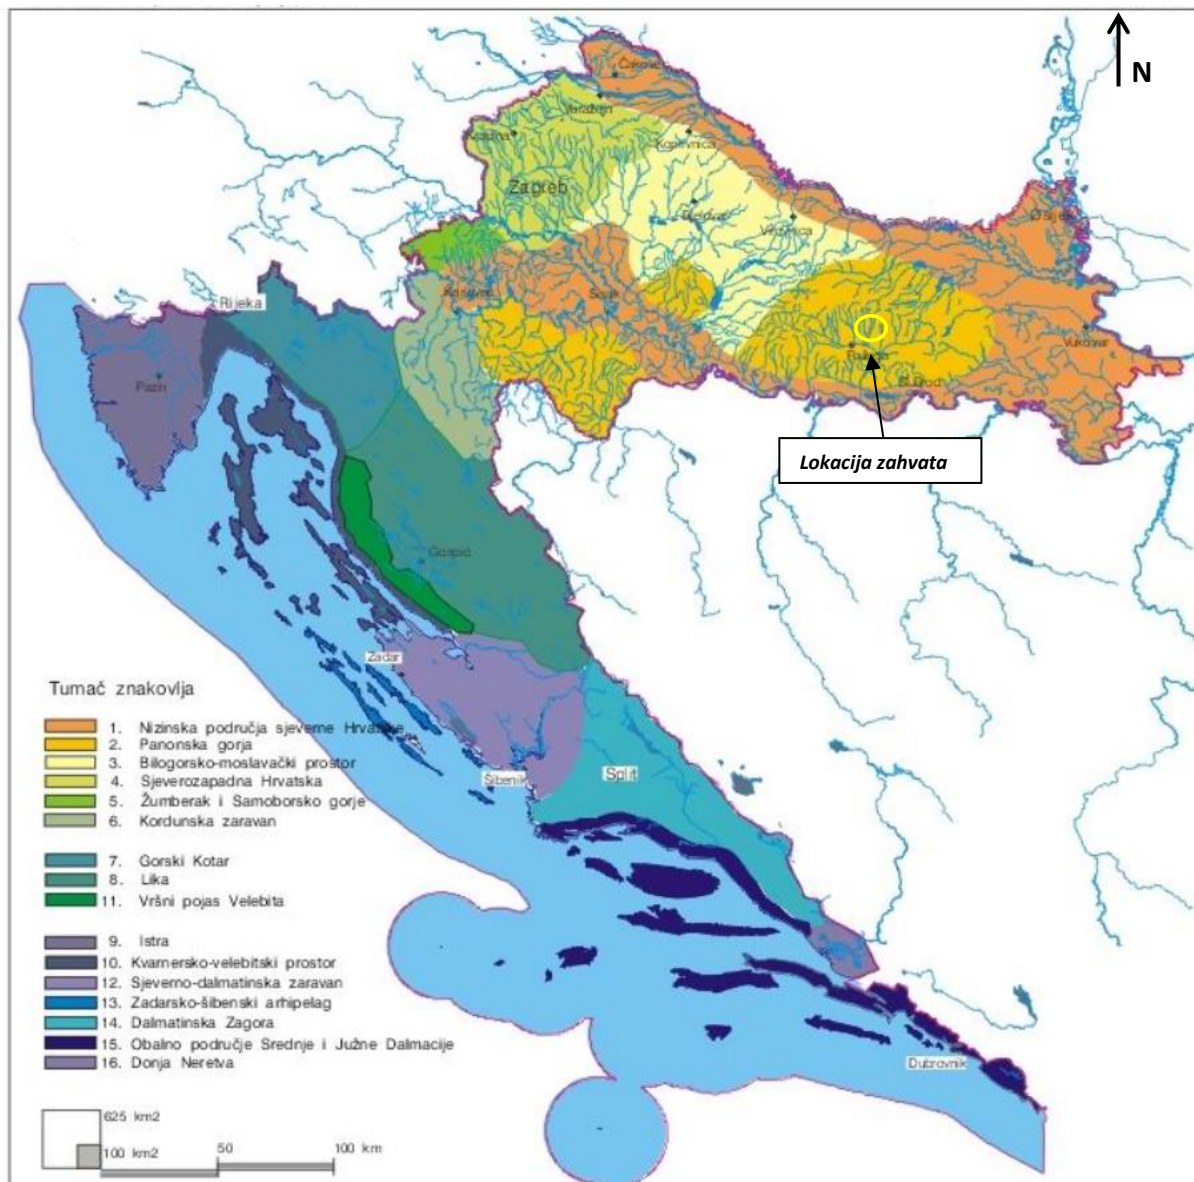 N
Čakovec
Varaždin
Krapina
Koprivnica
Zagreb
Bjelovar
Virovitica
Osijek
Karlovac
Sisak
Rijeka
Vukovar
Požega
Sl.Brod
Pazin
Lokacija zahvata
Gospić
Zadar
Tumač znakovlja
1. Nizinska područja sjeverne Hrvatske
2. Panonska gorja
3. Bilogorsko-moslavački prostor
4. Sjeverozapadna Hrvatska
5. Žumberak i Samoborsko gorje
6. Kordunska zaravan
Šibenik
Split
7. Gorski Kotar
8. Lika
11. Vršni pojas Velebita
9. Istra
10. Kvarnersko-velebitski prostor
12. Sjeverno-dalmatinska zaravan
13. Zadarsko-šibenski arhipelag
14. Dalmatinska Zagora
15. Obalno područje Srednje i Južne Dalmacije
16. Donja Neretva
Dubrovnik
625 km2
100 km2
50
100 km